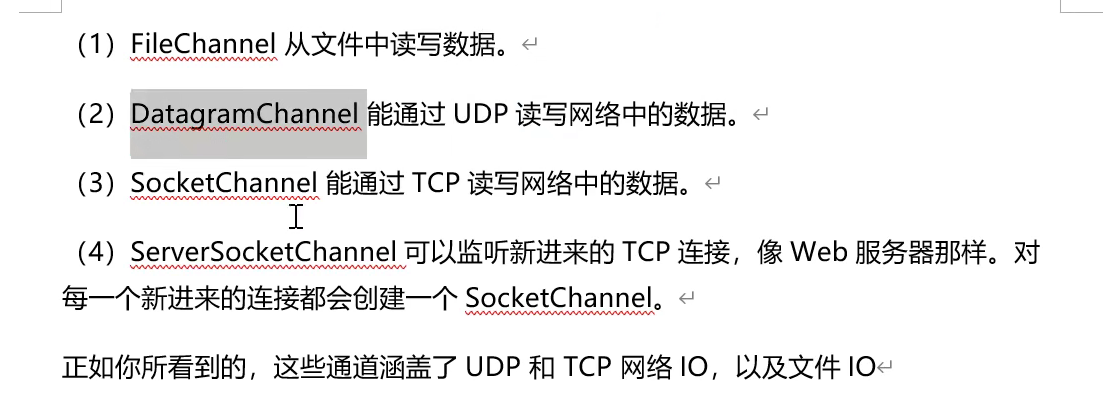 （1）FileChannel 从文件中读写数据。
（2）DatagramChannel 能通过 UDP 读写网络中的数据。
（3）SocketChannel 能通过 TCP 读写网络中的数据。
（4）ServerSocketChannel 可以监听新进来的 TCP 连接，像 Web 服务器那样。对
每一个新进来的连接都会创建一个 SocketChannel。
正如你所看到的，这些通道涵盖了 UDP 和 TCP 网络 IO，以及文件 IO